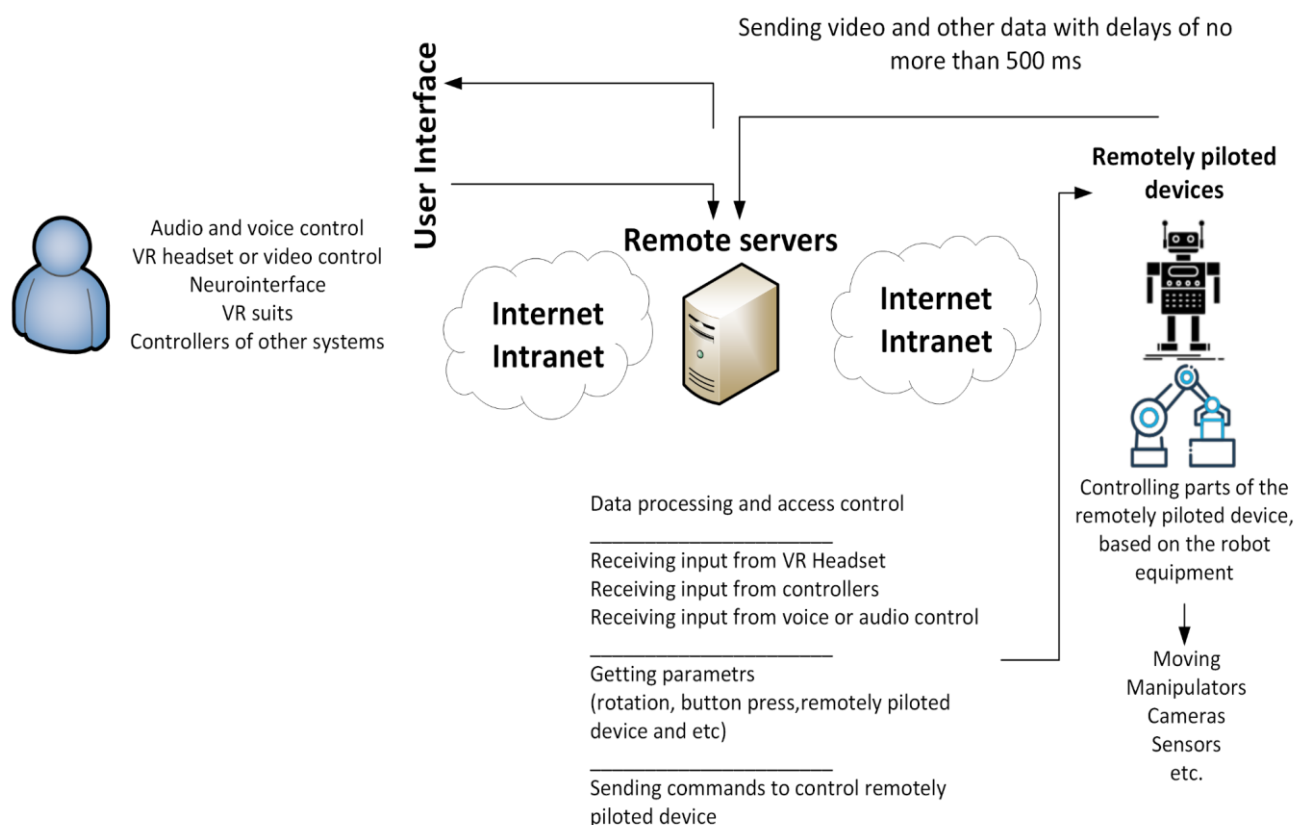 Sending video and other data with delays of no
more than 500 ms
User Interface
Audio and voice control
VR headset or video control
Neurointerface
VR suits
Controllers of other systems
Internet
Intranet
Remote servers
Internet
Intranet
Remotely piloted
devices
Controlling parts of the
remotely piloted device,
based on the robot
equipment
Moving
Manipulators
Cameras
Sensors
etc.
Data processing and access control
Receiving input from VR Headset
Receiving input from controllers
Receiving input from voice or audio control
Getting parametrs
(rotation, button press,remotely piloted
device and etc)
Sending commands to control remotely
piloted device